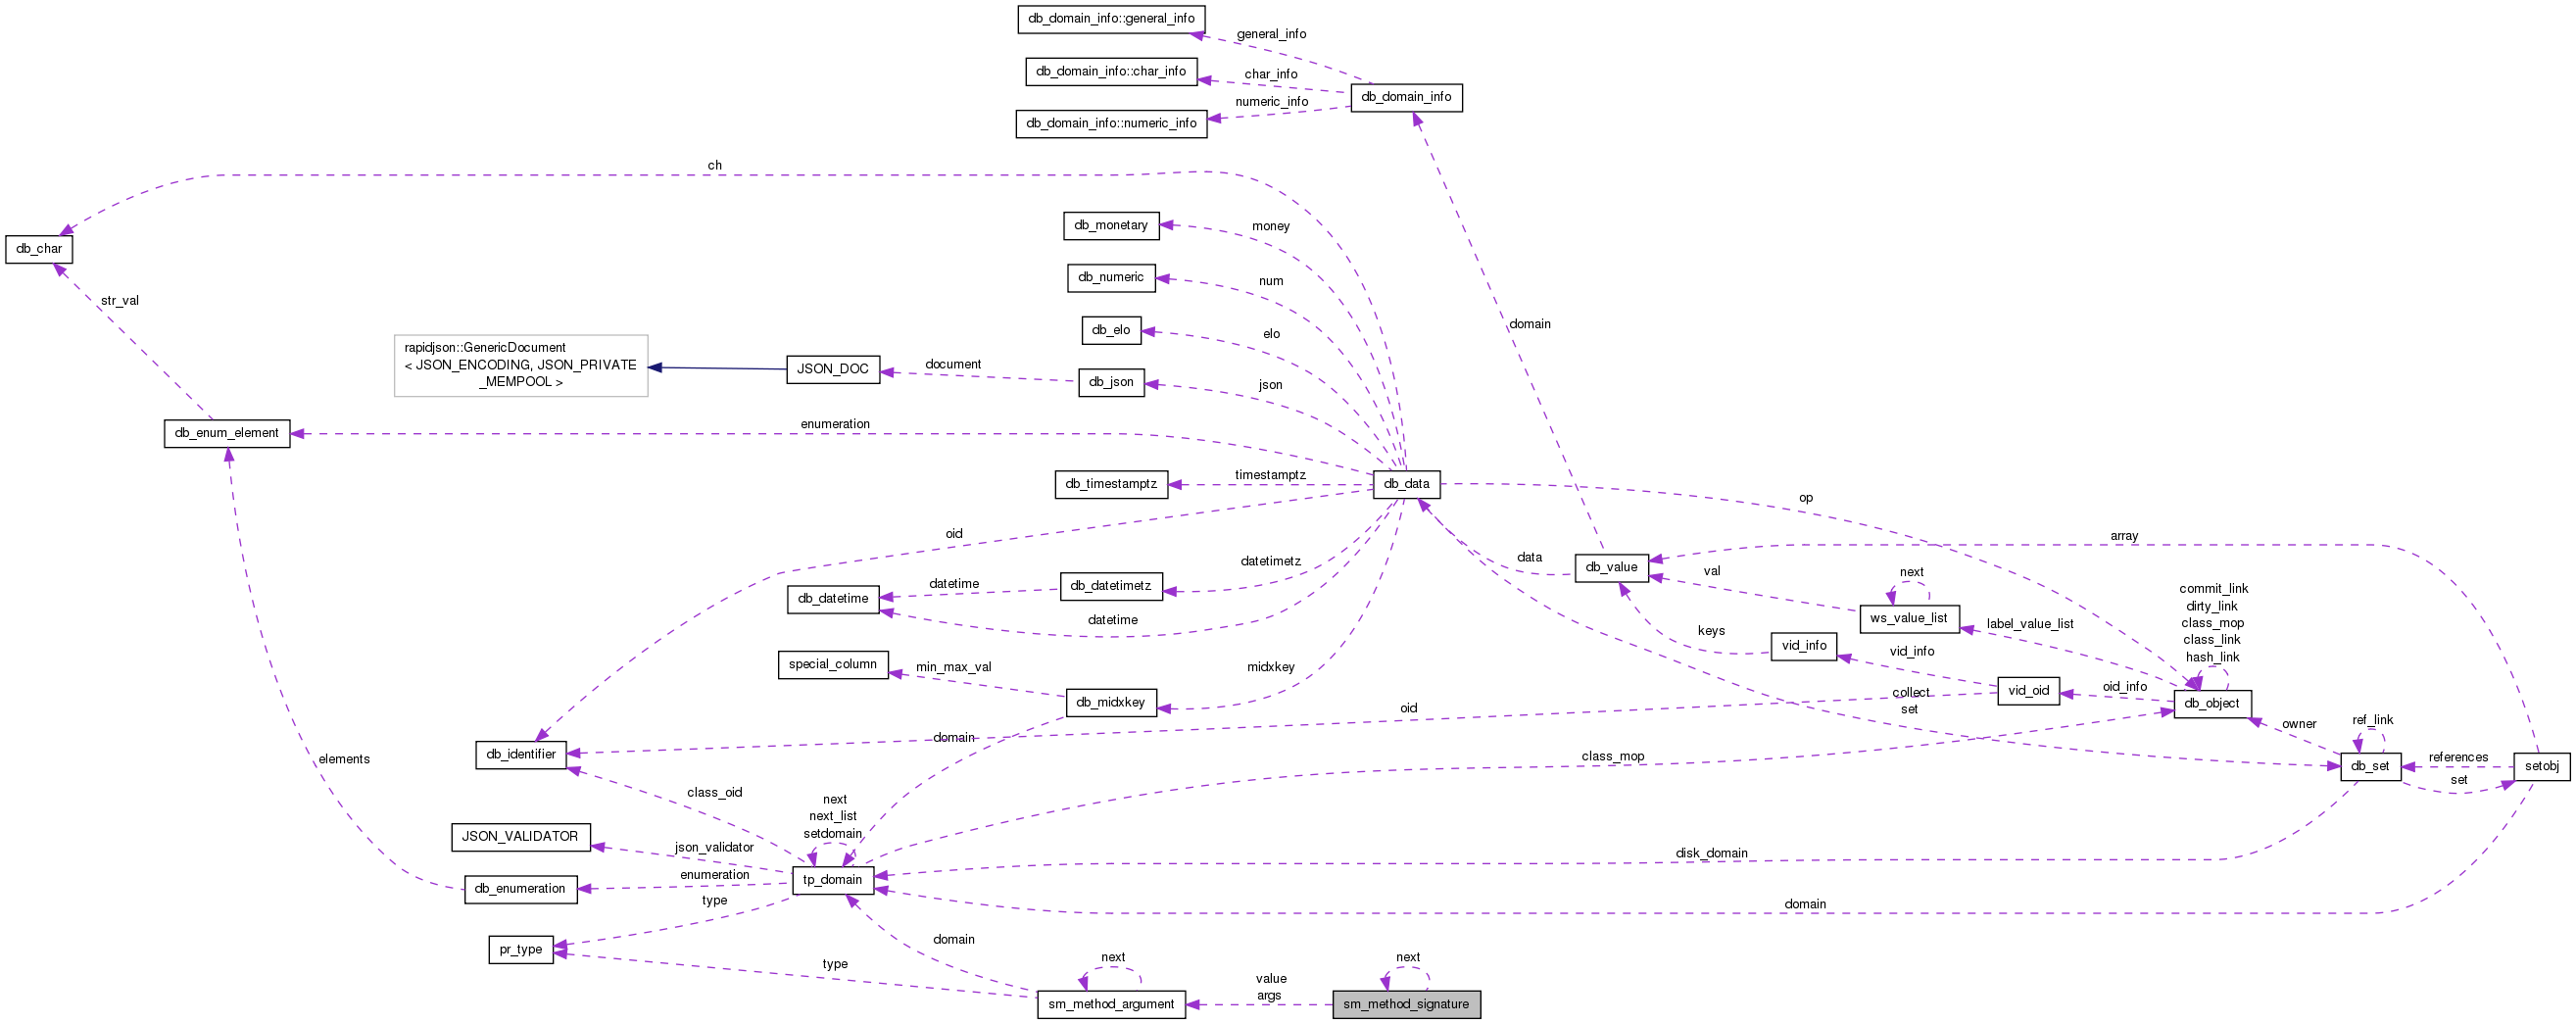 db_domain_info::general_info
general_info
db_domain_info::char_info
char_info
db_domain_info
numeric_info
db_domain_info::numeric_info
ch
db_monetary
money
db_char
db_numeric
num
str_val
domain
db_elo
elo
rapidjson::GenericDocument
< JSON_ENCODING, JSON_PRIVATE
_MEMPOOL >
JSON_DOC
document
db_json
json
db_enum_element
enumeration
db_timestamptz
timestamptz
db_data
op
oid
array
data
db_value
datetimetz
db_datetimetz
datetime
db_datetime
datetime
val
next
ws_value_list
label_value_list
commit_link
dirty_link
class_mop
class_link
hash_link
keys
vid_info
vid_info
special_column
min_max_val
midxkey
db_midxkey
vid_oid
oid_info
db_object
collect
set
oid
owner
ref_link
db_identifier
domain
elements
class_mop
db_set
references
set
setobj
class_oid
next
next_list
setdomain
JSON_VALIDATOR
json_validator
disk_domain
db_enumeration
enumeration
tp_domain
type
domain
pr_type
domain
type
next
sm_method_argument
value
args
next
sm_method_signature